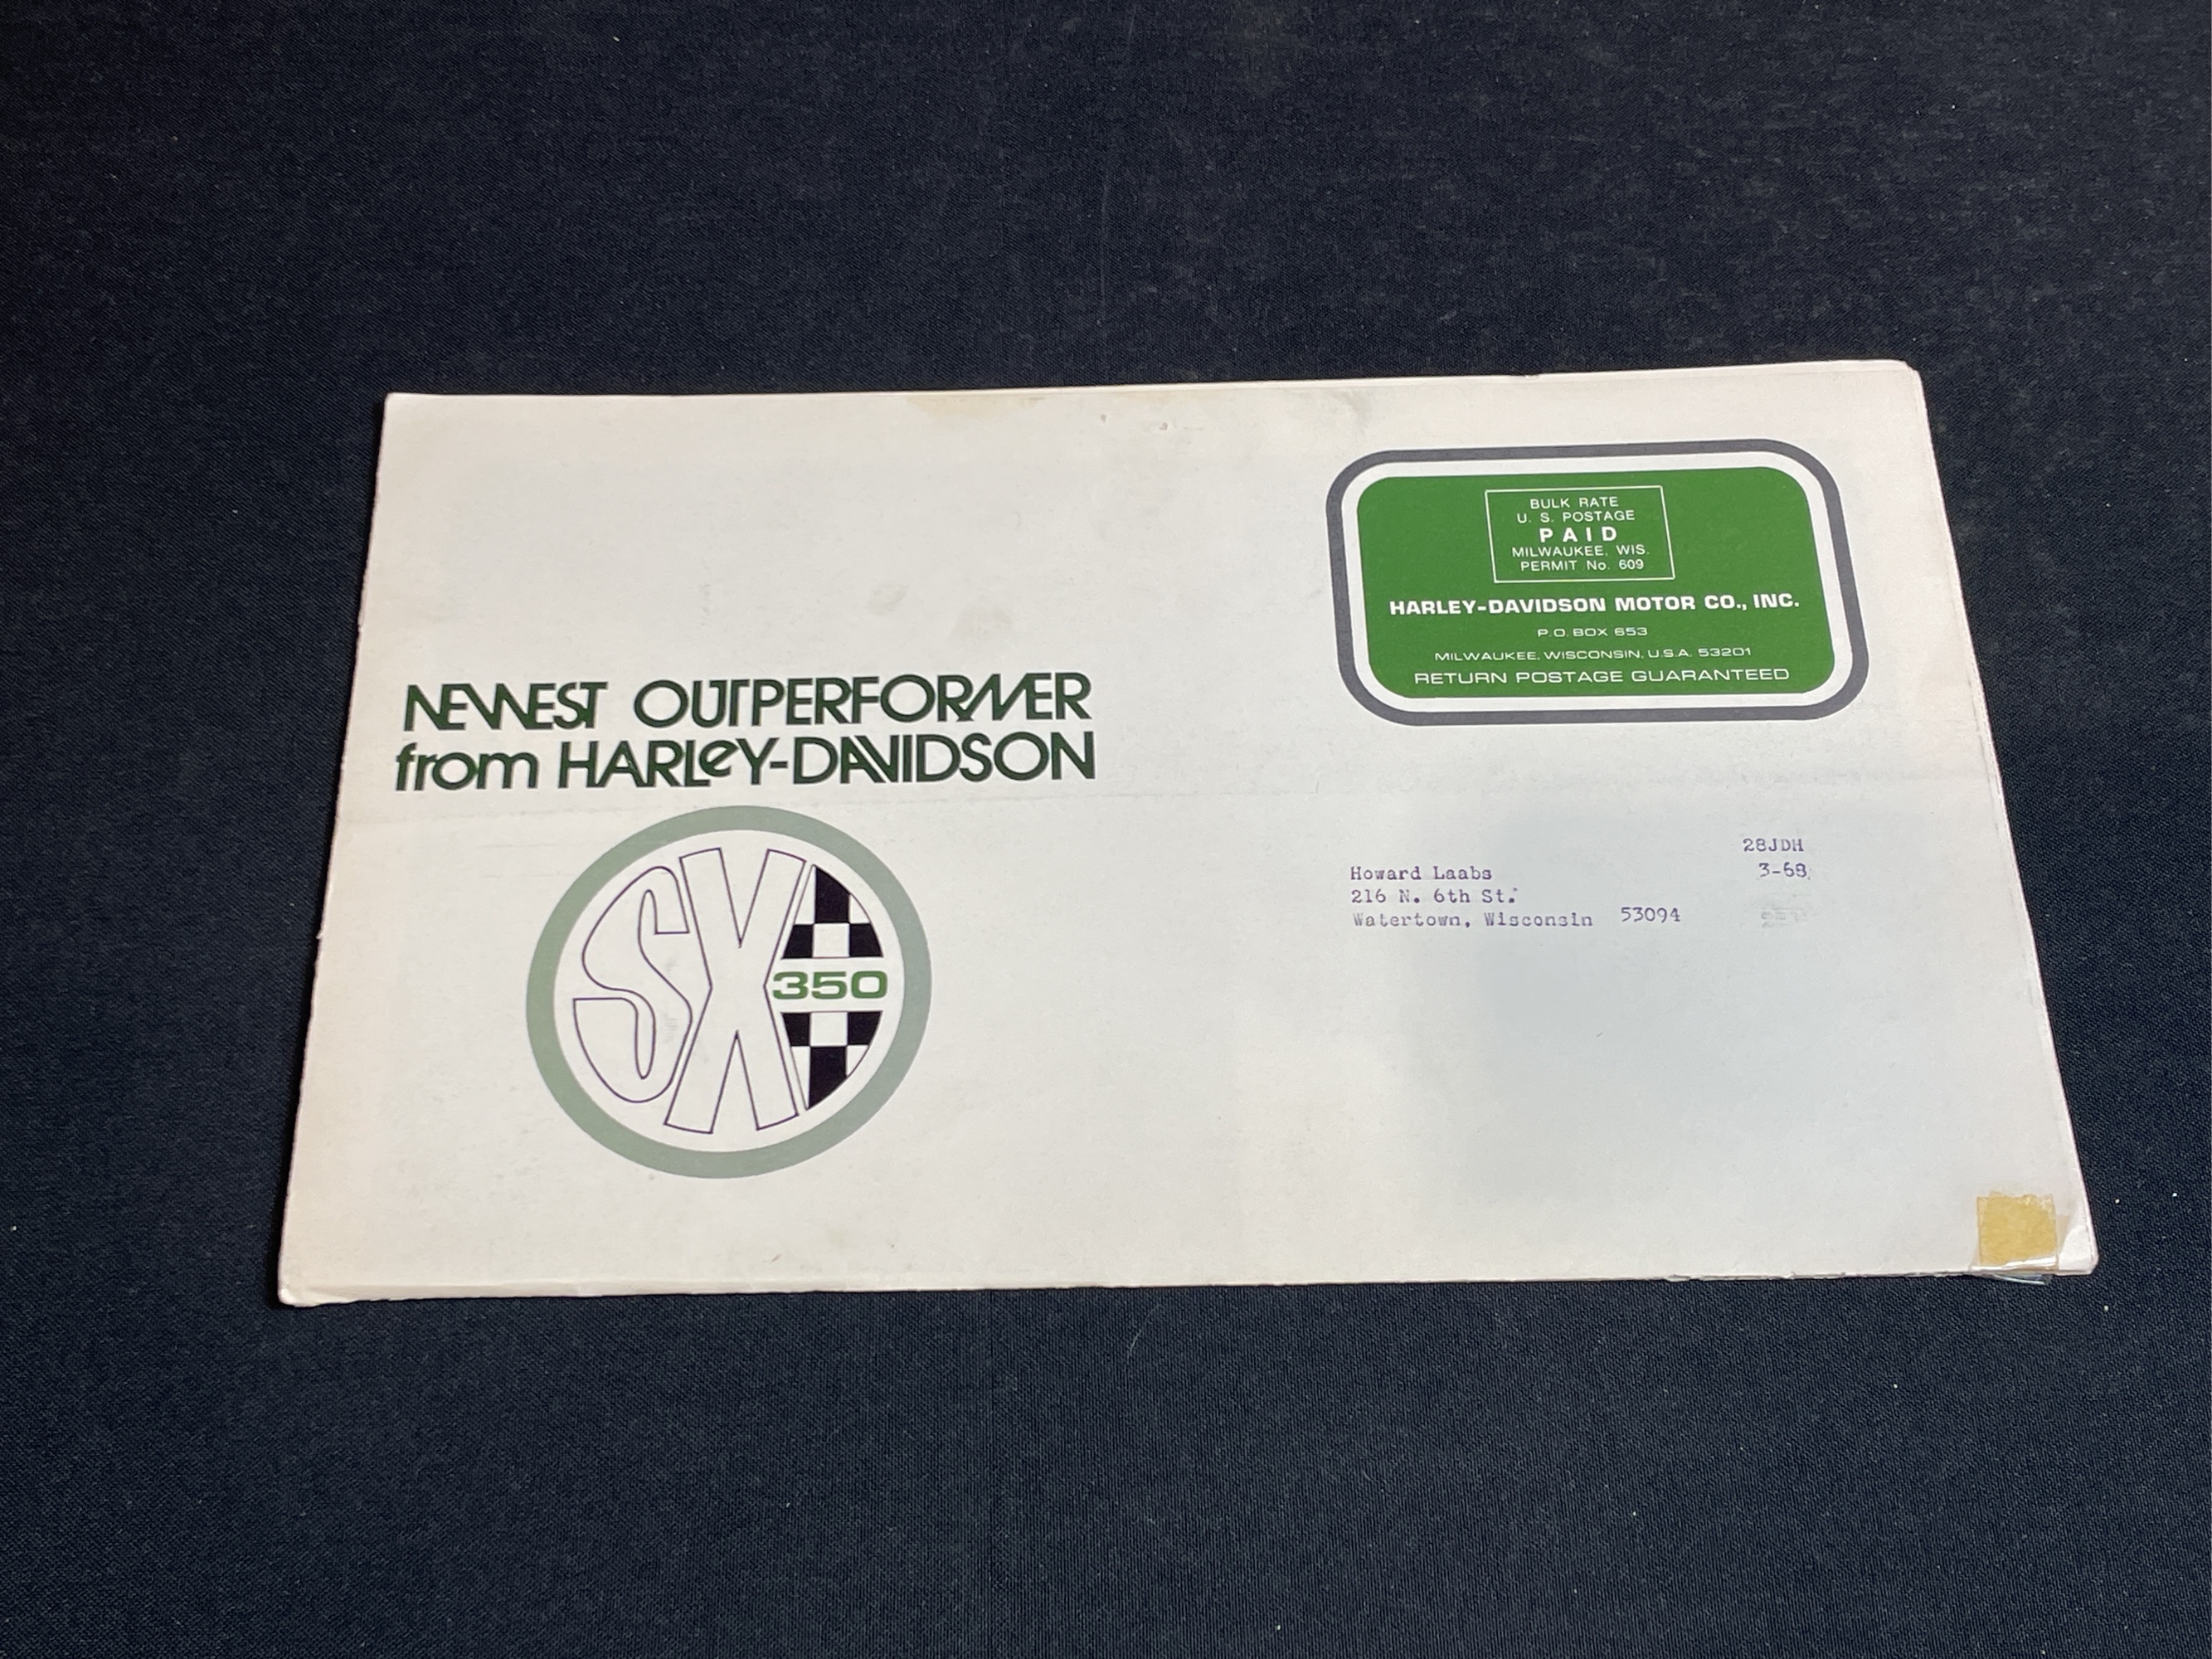 BULK RATE
U. S. POSTAGE
PAID
MILWAUKEE, WIS.
PERMIT No. 609
HARLEY-DAVIDSON MOTOR CO., INC.
P.O. BOX 653
MILWAUKEE, WISCONSIN, U.S.A. 53201
RETURN POSTAGE GUARANTEED
NEWEST OUTPERFORMER
from HARLeY-DAVIDSON
SX
350
28JDH
Howard Laabs 3-68
216 N. 6th St.
Watertown, Wisconsin 53094